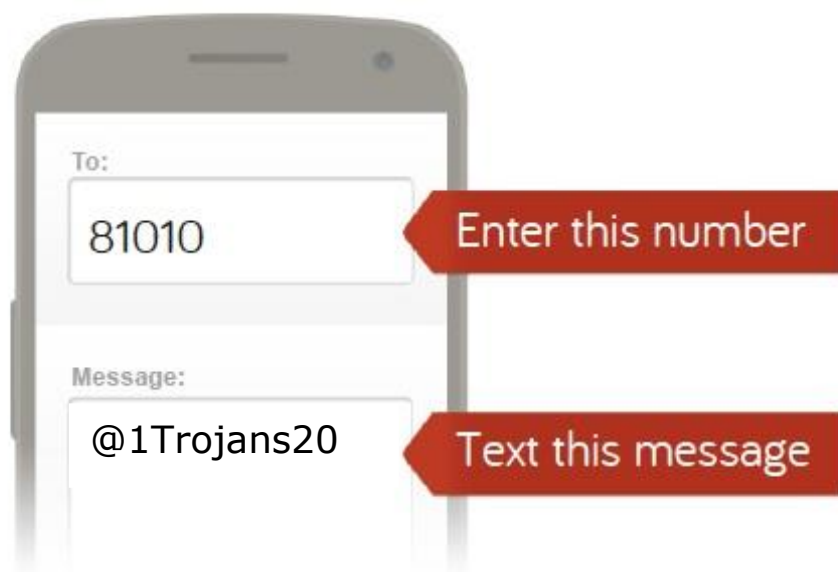 To:
81010
Enter this number
Message:
@1Trojans20
Text this message